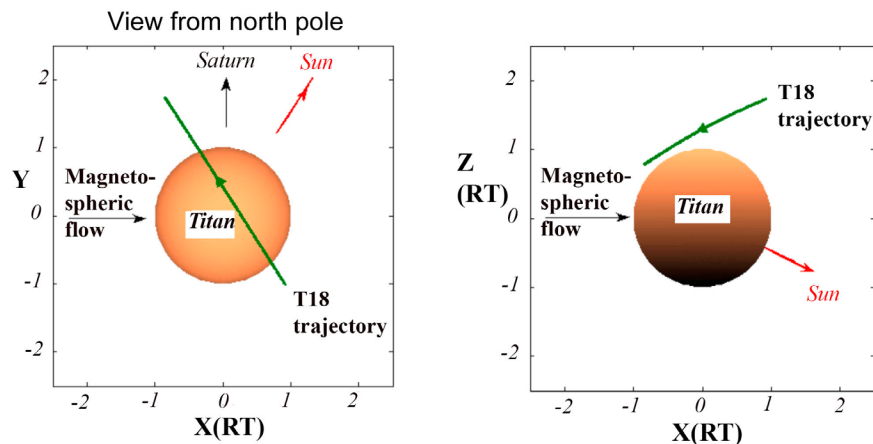 View from north pole
2
1
0
-1
-2
Y
Saturn
Sun
Magneto-
spheric
flow
Titan
T18
trajectory
-2
-1
0
1
2
X(RT)
2
1
0
-1
-2
Z
(RT)
T18
trajectory
Magneto-
spheric
flow
Titan
Sun
-2
-1
0
1
2
X(RT)